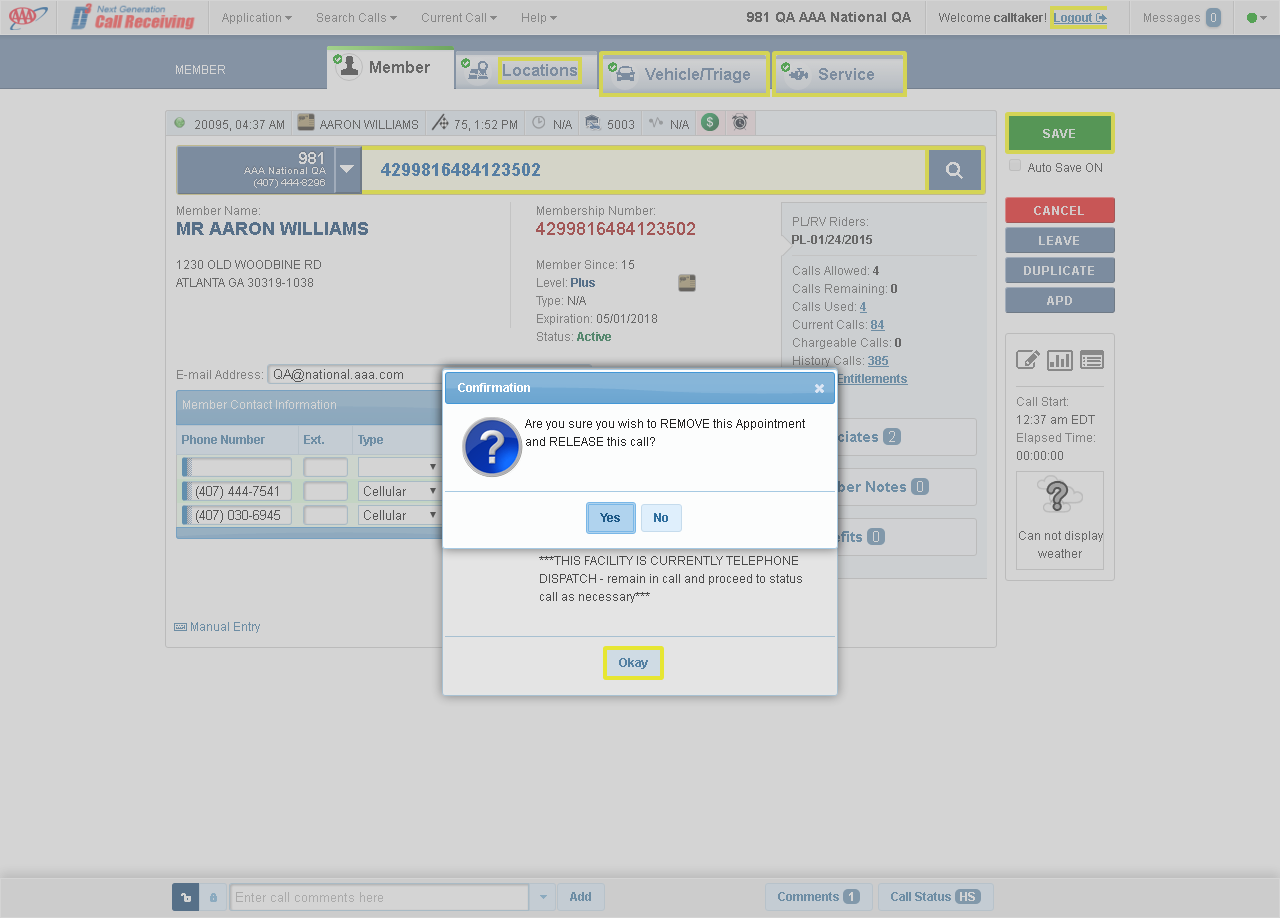 AAA
D3 Next Generation Call Receiving
Application
Search Calls
Current Call
Help
981 QA AAA National QA
Welcome calltaker! Logout
Messages 0
MEMBER
Member
Locations
Vehicle/Triage
Service
20095, 04:37 AM
AARON WILLIAMS
75, 1:52 PM
N/A
5003
N/A
$
981
AAA National QA
(407) 444-8296
4299816484123502
SAVE
Auto Save ON
CANCEL
LEAVE
DUPLICATE
APD
Member Name:
MR AARON WILLIAMS
1230 OLD WOODBINE RD
ATLANTA GA 30319-1038
Membership Number:
4299816484123502
Member Since: 15
Level: Plus
Type: N/A
Expiration: 05/01/2018
Status: Active
PL/RV Riders:
PL-01/24/2015
Calls Allowed: 4
Calls Remaining: 0
Calls Used: 4
Current Calls: 84
Chargeable Calls: 0
History Calls: 385
Entitlements
ciates 2
ber Notes 0
efits 0
Call Start:
12:37 am EDT
Elapsed Time:
00:00:00
?
Can not display
weather
E-mail Address: QA@national.aaa.com
Member Contact Information
Phone Number
Ext.
Type
(407) 444-7541
Cellular
(407) 030-6945
Cellular
Manual Entry
Confirmation
?
Are you sure you wish to REMOVE this Appointment
and RELEASE this call?
Yes
No
***THIS FACILITY IS CURRENTLY TELEPHONE
DISPATCH - remain in call and proceed to status
call as necessary***
Okay
Enter call comments here
Add
Comments 1
Call Status HS